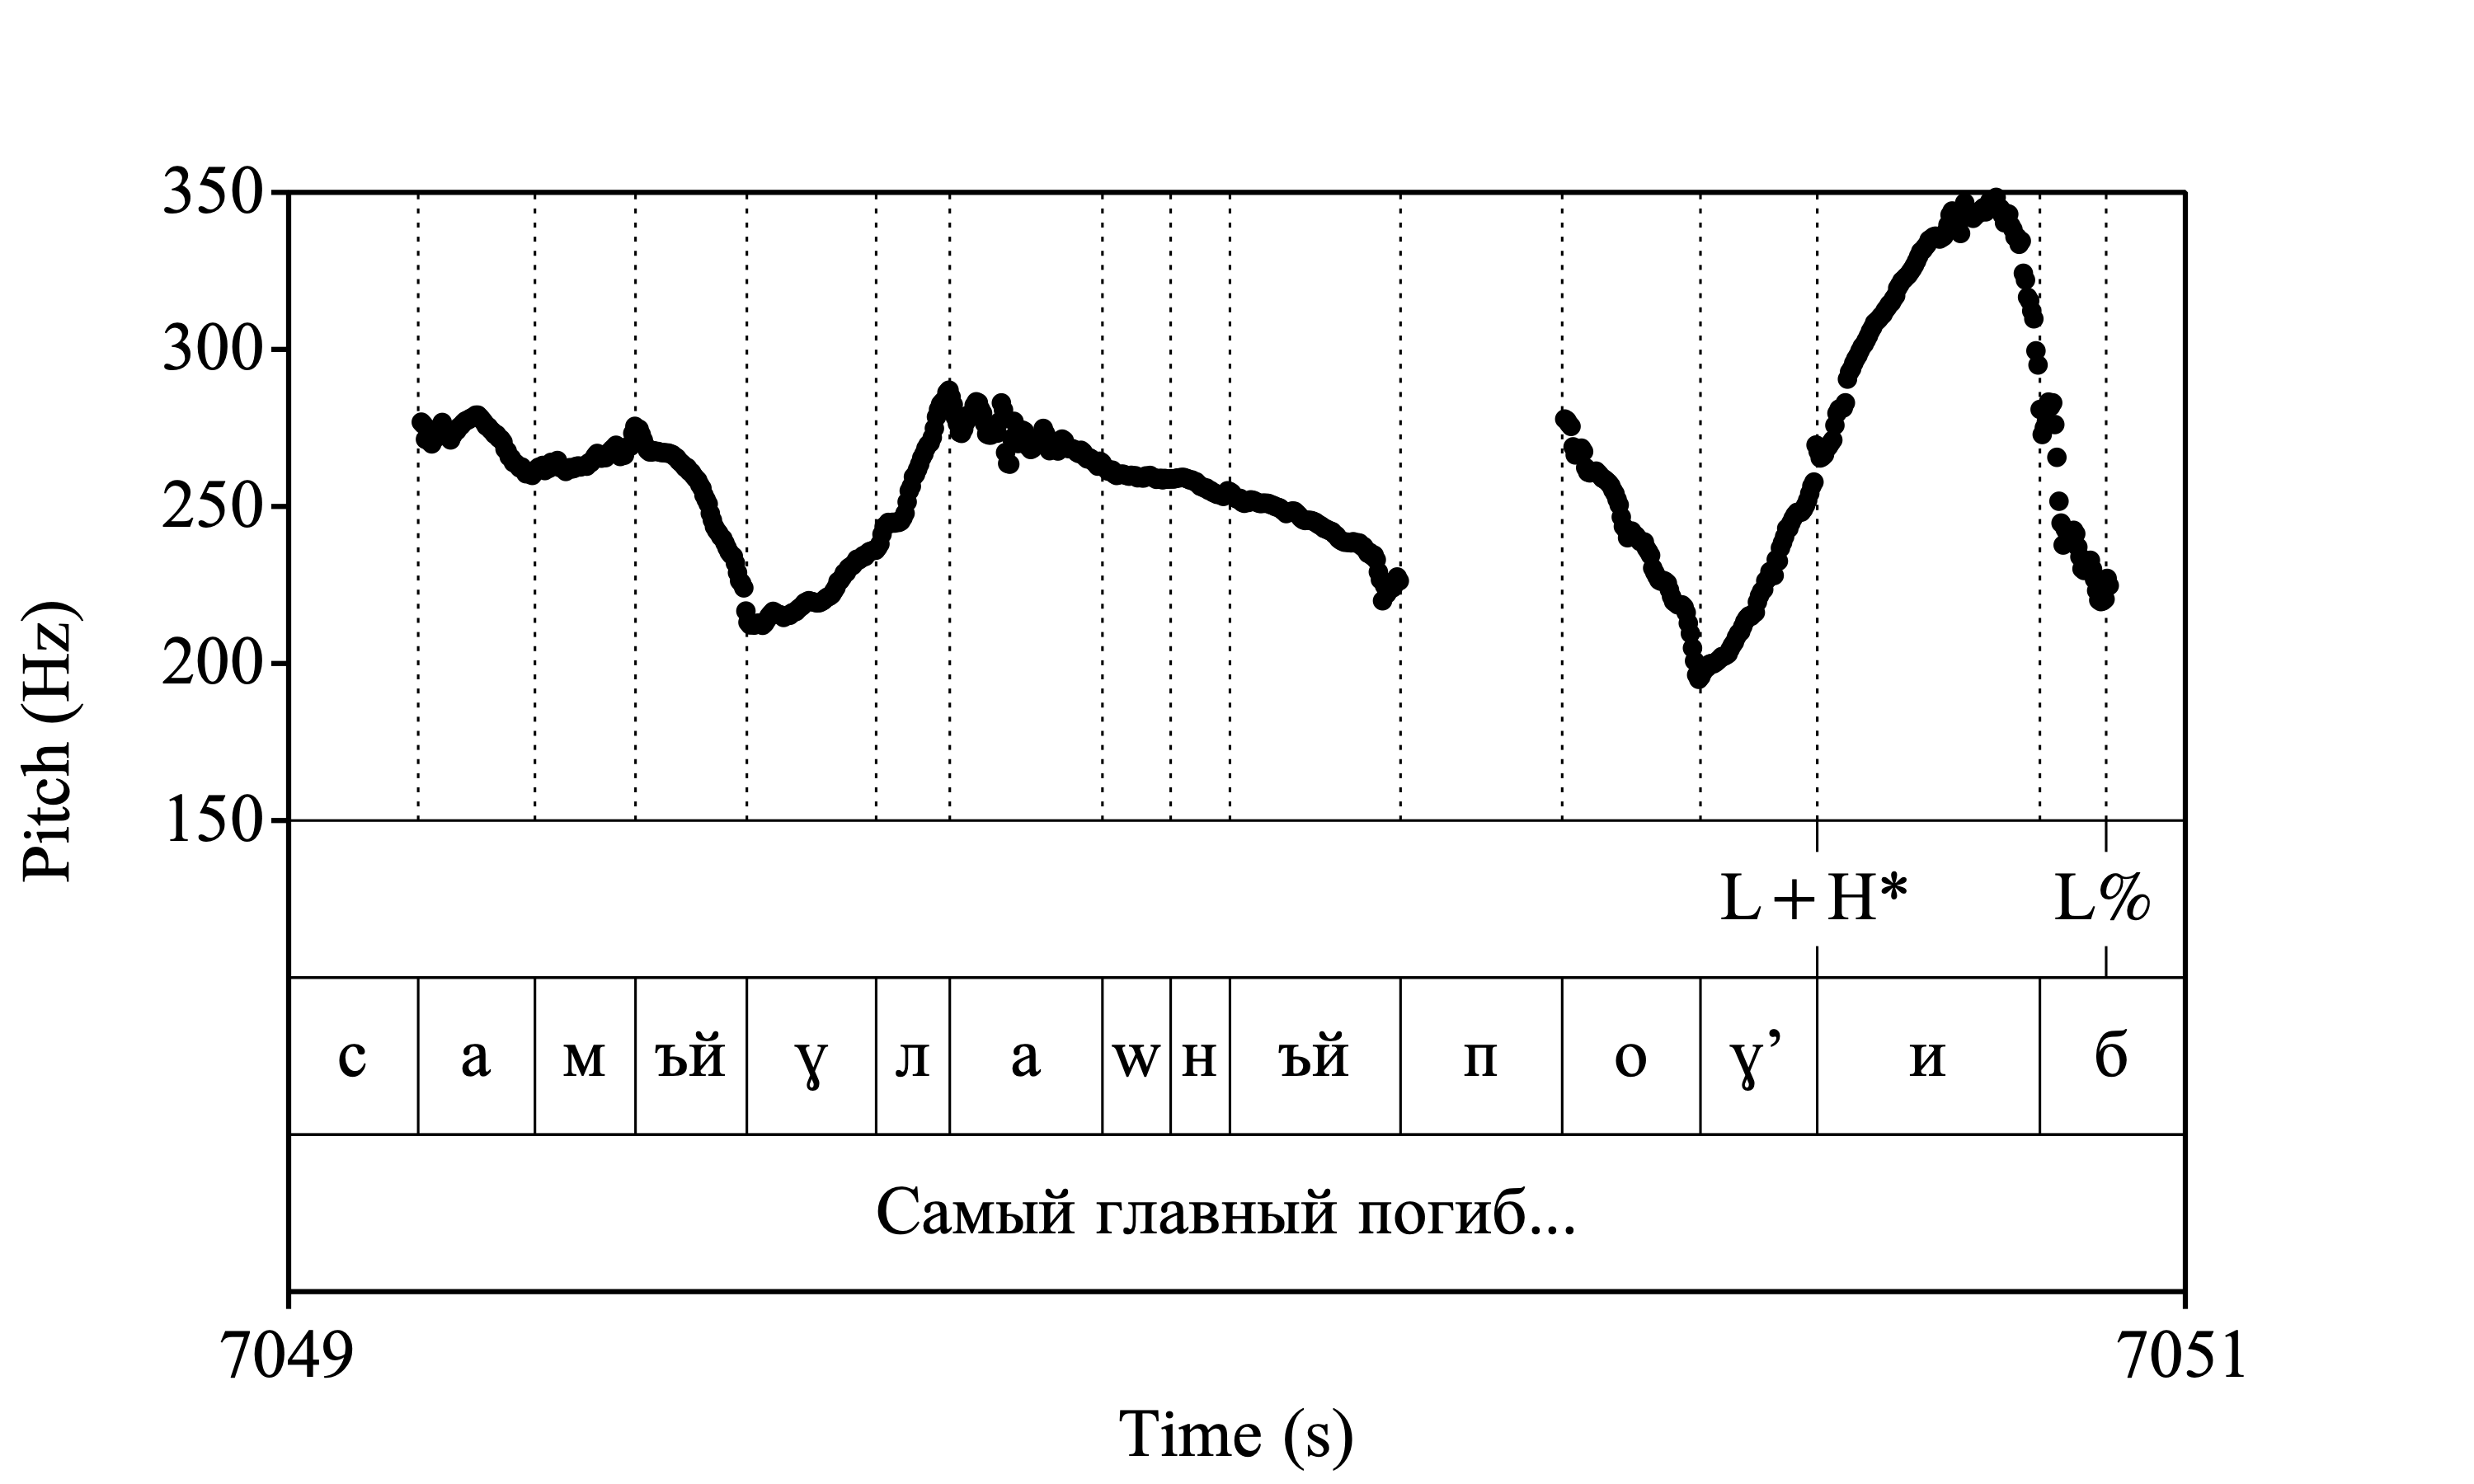 350
300
250
200
150
Pitch (Hz)
L+H* L%
с а м ъй ɣ л а w н ъй п о ɣ’ и б
Самый главный погиб...
7049 7051
Time (s)